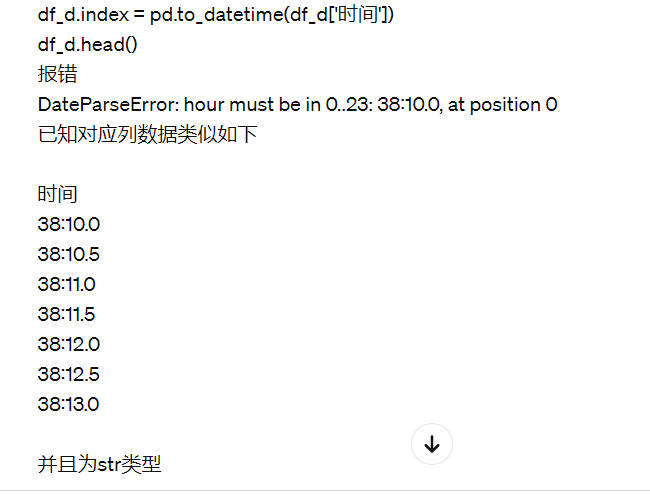 df_d.index = pd.to_datetime(df_d['时间'])
df_d.head()
报错
DateParseError: hour must be in 0..23: 38:10.0, at position 0
已知对应列数据类似如下
时间
38:10.0
38:10.5
38:11.0
38:11.5
38:12.0
38:12.5
38:13.0
并且为str类型